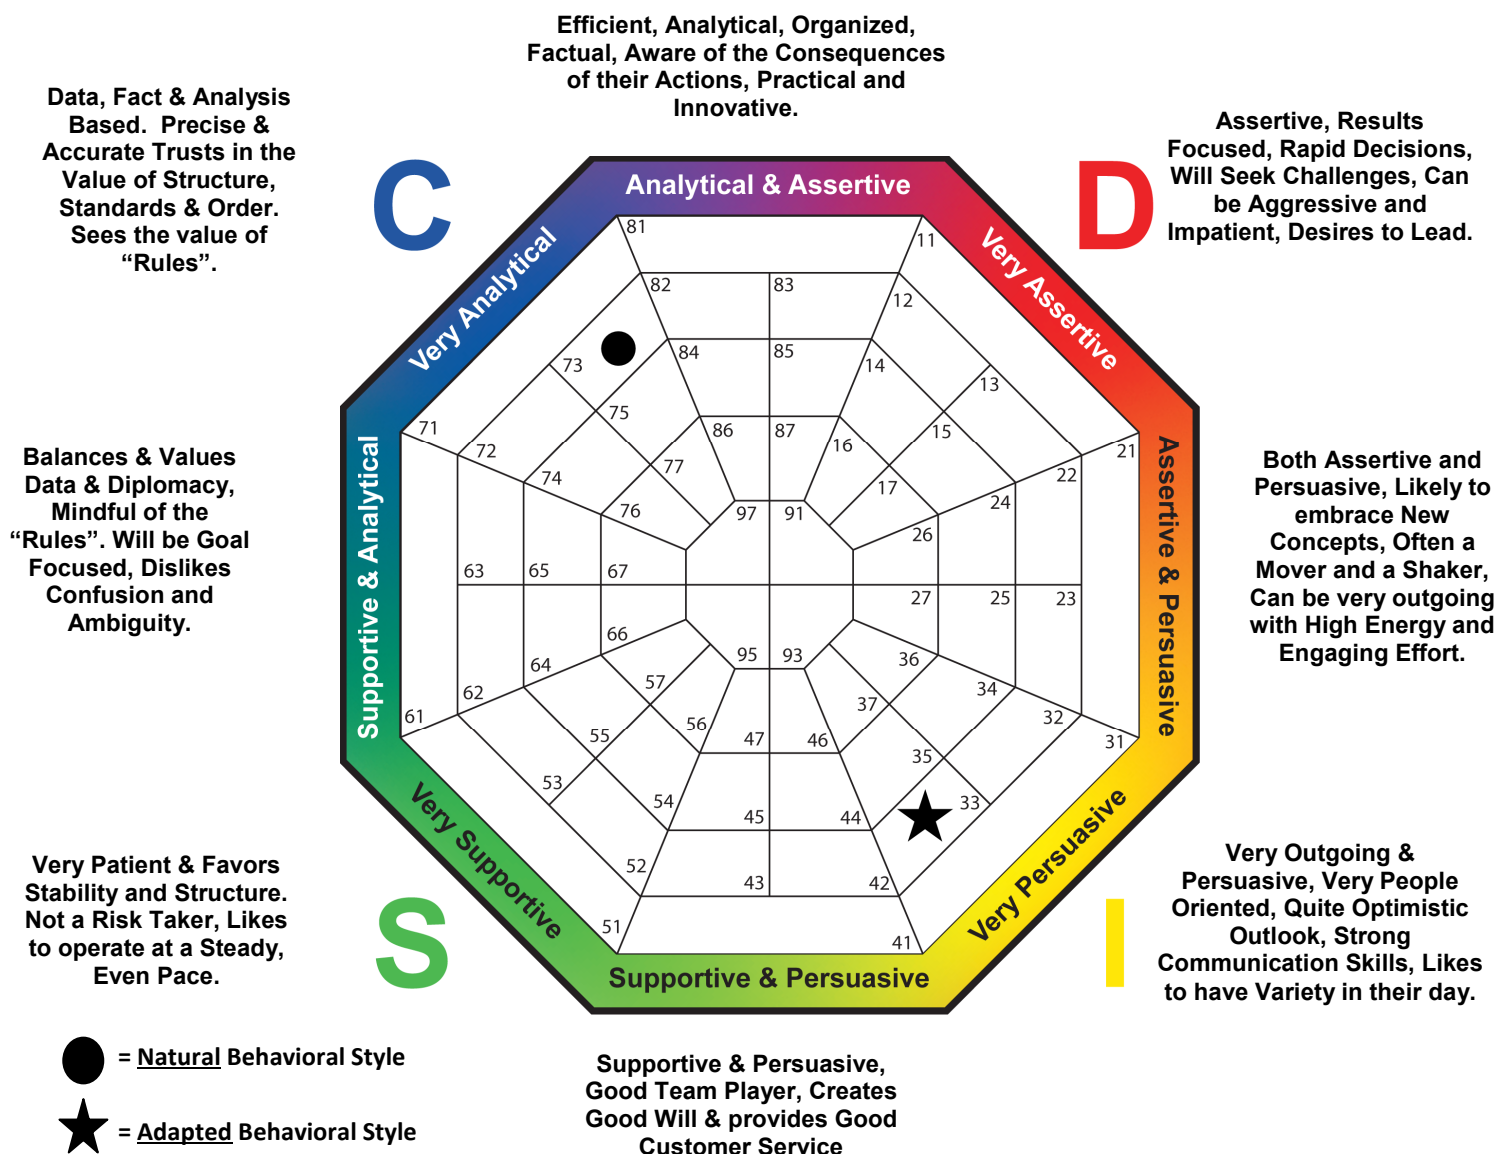 Efficient, Analytical, Organized,
Factual, Aware of the Consequences
of their Actions, Practical and
Innovative.
Data, Fact & Analysis
Based. Precise &
Accurate Trusts in the
Value of Structure,
Standards & Order.
Sees the value of
“Rules”.
C
D
Assertive, Results
Focused, Rapid Decisions,
Will Seek Challenges, Can
be Aggressive and
Impatient, Desires to Lead.
Analytical & Assertive
Very Analytical
Very Assertive
81
11
82
83
12
73
84
85
14
13
71
72
75
86
87
16
15
21
74
77
17
22
76
97
91
24
26
63
65
67
27
25
23
66
95
93
36
64
57
34
62
56
37
32
61
55
47
46
31
53
54
45
44
35
33
52
43
42
51
41
Supportive & Analytical
Assertive & Persuasive
Balances & Values
Data & Diplomacy,
Mindful of the
“Rules”. Will be Goal
Focused, Dislikes
Confusion and
Ambiguity.
Both Assertive and
Persuasive, Likely to
embrace New
Concepts, Often a
Mover and a Shaker,
Can be very outgoing
with High Energy and
Engaging Effort.
Very Supportive
Very Persuasive
Supportive & Persuasive
Very Patient & Favors
Stability and Structure.
Not a Risk Taker, Likes
to operate at a Steady,
Even Pace.
S
I
Very Outgoing &
Persuasive, Very People
Oriented, Quite Optimistic
Outlook, Strong
Communication Skills, Likes
to have Variety in their day.
= Natural Behavioral Style
= Adapted Behavioral Style
Supportive & Persuasive,
Good Team Player, Creates
Good Will & provides Good
Customer Service